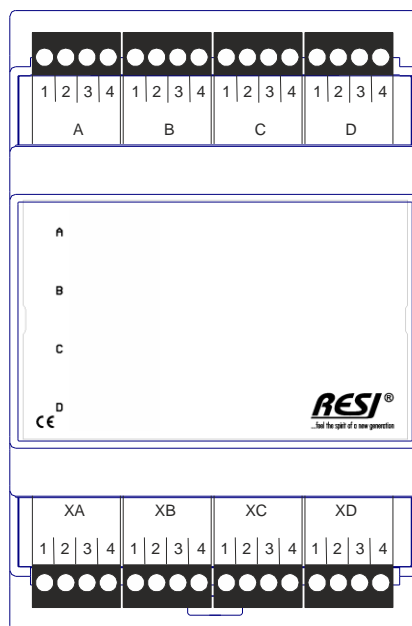 1 2 3 4 1 2 3 4 1 2 3 4 1 2 3 4
A B C D
A
B
C
D
CE
RESI®
...feel the spirit of a new generation
XA XB XC XD
1 2 3 4 1 2 3 4 1 2 3 4 1 2 3 4